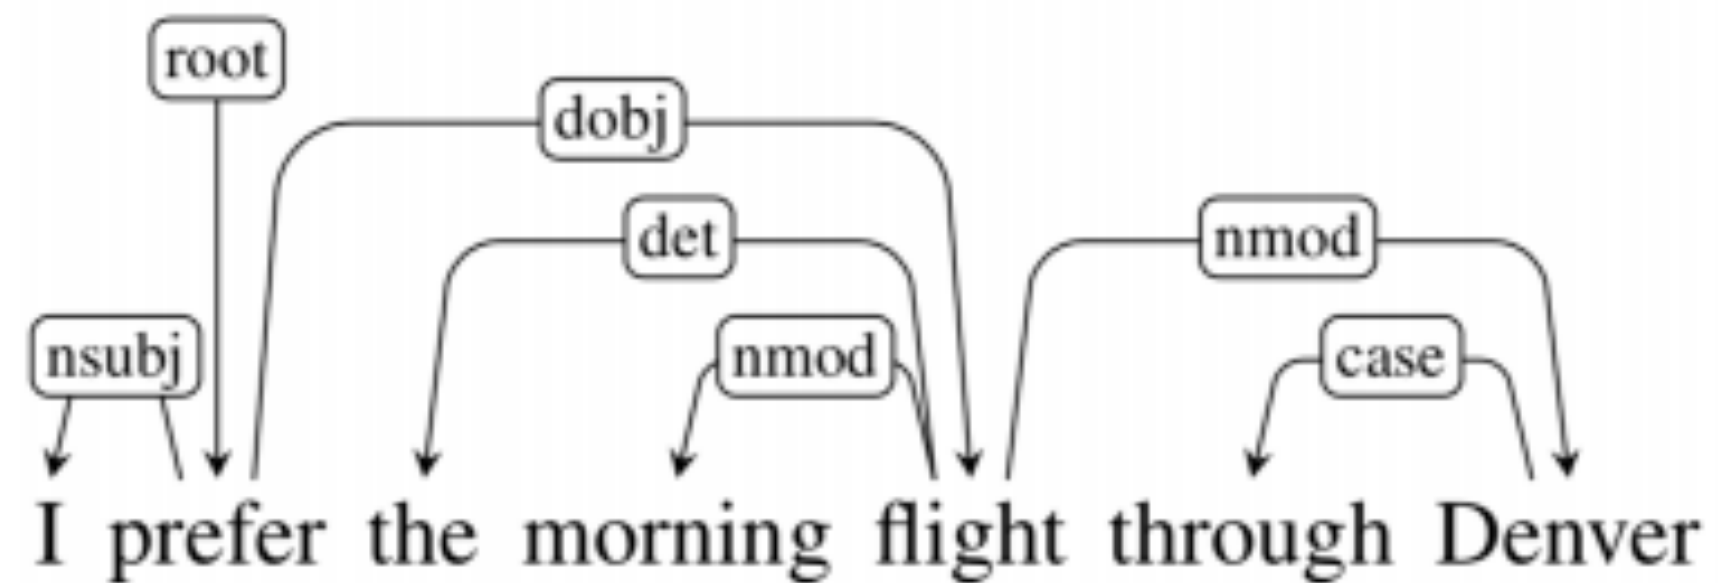 root
dobj
det nmod
nsubj nmod case
I prefer the morning flight through Denver